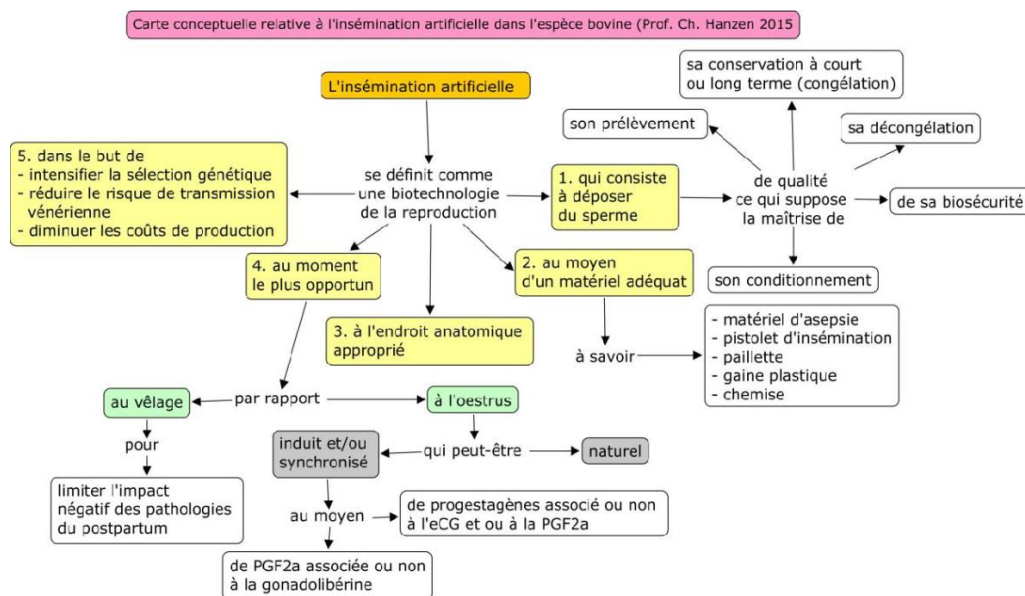 Carte conceptuelle relative à l'insémination artificielle dans l'espèce bovine (Prof. Ch. Hanzen 2015
L'insémination artificielle
se définit comme
une biotechnologie
de la reproduction
1. qui consiste
à déposer
du sperme
de qualité
ce qui suppose
la maîtrise de
son prélèvement
sa conservation à court
ou long terme (congélation)
sa décongélation
de sa biosécurité
son conditionnement
2. au moyen
d'un matériel adéquat
à savoir
- matériel d'asepsie
- pistolet d'insémination
- paillette
- gaine plastique
- chemise
3. à l'endroit anatomique
approprié
4. au moment
le plus opportun
par rapport
au vêlage
pour
limiter l'impact
négatif des pathologies
du postpartum
à l'oestrus
qui peut-être
naturel
induit et/ou
synchronisé
au moyen
de progestagènes associé ou non
à l'eCG et ou à la PGF2a
de PGF2a associée ou non
à la gonadolibérine
5. dans le but de
- intensifier la sélection génétique
- réduire le risque de transmission
vénérienne
- diminuer les coûts de production